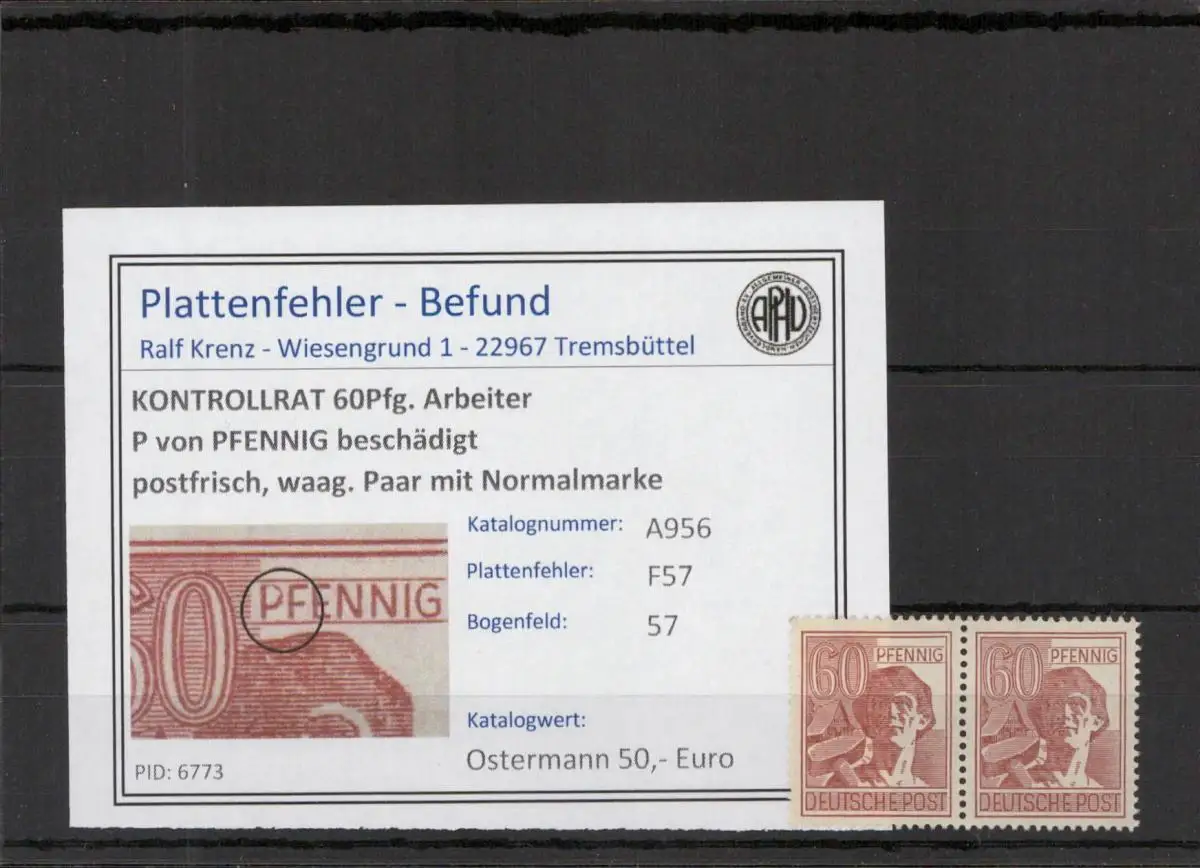 Plattenfehler - Befund
Ralf Krenz - Wiesengrund 1 - 22967 Tremsbüttel
APHV
KONTROLLRAT 60Pfg. Arbeiter
P von PFENNIG beschädigt
postfrisch, waag. Paar mit Normalmarke
60 PFENNIG
Katalognummer: A956
Plattenfehler: F57
Bogenfeld: 57
Katalogwert:
Ostermann 50,- Euro
PID: 6773
60 PFENNIG
DEUTSCHE POST
60 PFENNIG
DEUTSCHE POST